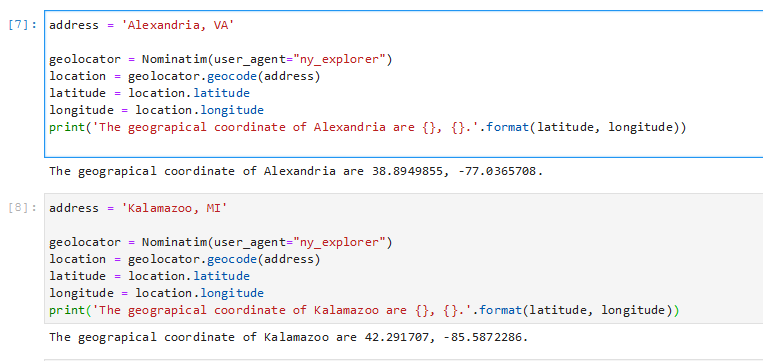 [7]: address = 'Alexandria, VA'
geolocator = Nominatim(user_agent="ny_explorer")
location = geolocator.geocode(address)
latitude = location.latitude
longitude = location.longitude
print('The geograpical coordinate of Alexandria are {}, {}.'.format(latitude, longitude))
The geograpical coordinate of Alexandria are 38.8949855, -77.0365708.
[8]: address = 'Kalamazoo, MI'
geolocator = Nominatim(user_agent="ny_explorer")
location = geolocator.geocode(address)
latitude = location.latitude
longitude = location.longitude
print('The geograpical coordinate of Kalamazoo are {}, {}.'.format(latitude, longitude))
The geograpical coordinate of Kalamazoo are 42.291707, -85.5872286.